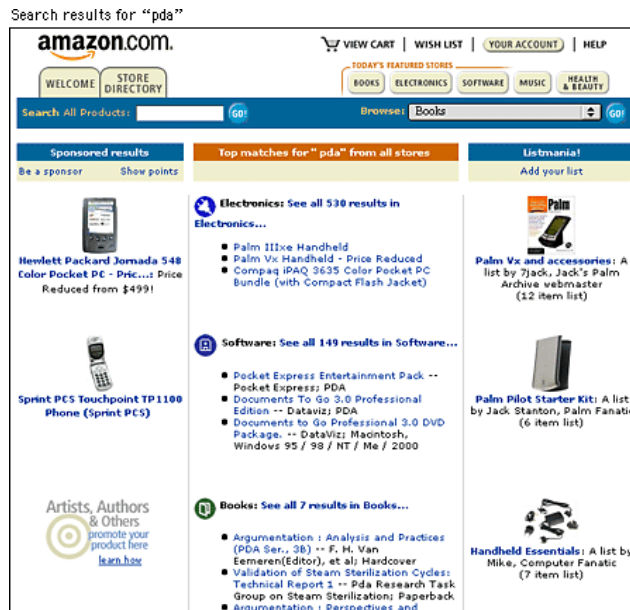 Search results for “pda”
amazon.com.
VIEW CART | WISH LIST | YOUR ACCOUNT | HELP
WELCOME
STORE
DIRECTORY
TODAY'S FEATURED STORES
BOOKS
ELECTRONICS
SOFTWARE
MUSIC
HEALTH
& BEAUTY
Search All Products:
GO!
Browse: Books
GO!
Sponsored results
Be a sponsor
Show points
Hewlett Packard Jornada 548
Color Pocket PC - Pric...: Price
Reduced from $499!
Sprint PCS Touchpoint TP1100
Phone (Sprint PCS)
Artists, Authors
& Others
promote your
product here
learn how
Top matches for "pda" from all stores
Electronics: See all 530 results in
Electronics...
Palm IIIxe Handheld
Palm Vx Handheld - Price Reduced
Compaq iPAQ 3635 Color Pocket PC
Bundle (with Compact Flash Jacket)
Software: See all 149 results in Software...
Pocket Express Entertainment Pack --
Pocket Express; PDA
Documents To Go 3.0 Professional
Edition -- Dataviz; PDA
Documents to Go Professional 3.0 DVD
Package. -- DataViz; Macintosh,
Windows 95 / 98 / NT / Me / 2000
Books: See all 7 results in Books...
Argumentation : Analysis and Practices
(PDA Ser., 3B) -- F. H. Van
Eemeren(Editor), et al; Hardcover
Validation of Steam Sterilization Cycles:
Technical Report 1 -- Pda Research Task
Group on Steam Sterilization; Paperback
Argumentation : Perspectives and
Listmania!
Add your list
Palm
Palm Vx and accessories: A
list by 7jack, Jack's Palm
Archive webmaster
(12 item list)
Palm Pilot Starter Kit: A list
by Jack Stanton, Palm Fanatic
(6 item list)
Handheld Essentials: A list by
Mike, Computer Fanatic
(7 item list)